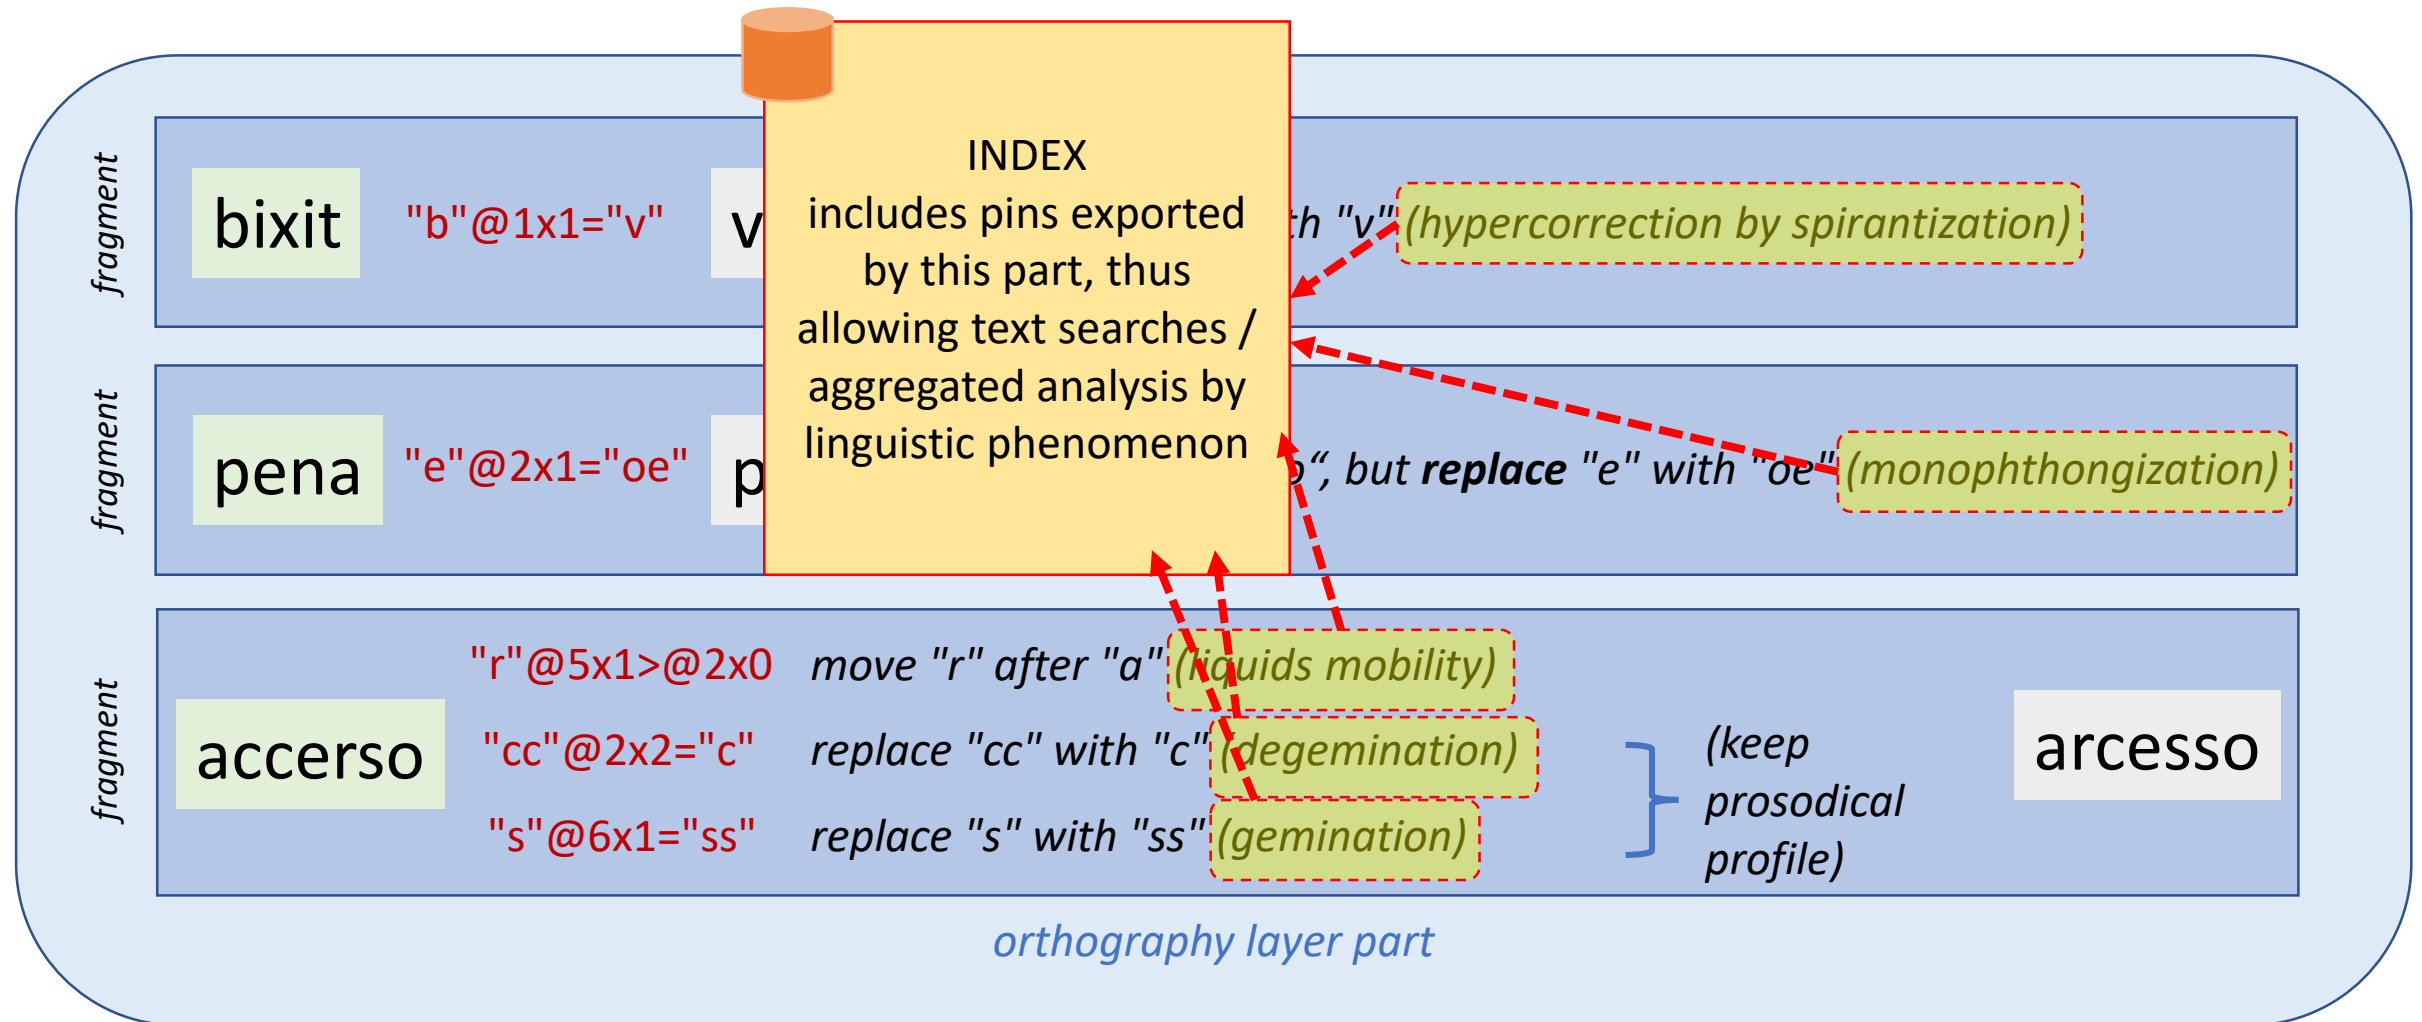 INDEX
includes pins exported
by this part, thus
allowing text searches /
aggregated analysis by
linguistic phenomenon
fragment
bixit "b"@1x1="v" v "v" (hypercorrection by spirantization)
fragment
pena "e"@2x1="oe" p but replace "e" with "oe" (monophthongization)
fragment
accerso
"r"@5x1>@2x0 move "r" after "a" (liquids mobility)
"cc"@2x2="c" replace "cc" with "c" (degemination)
"s"@6x1="ss" replace "s" with "ss" (gemination)
(keep
prosodical
profile)
arcesso
orthography layer part